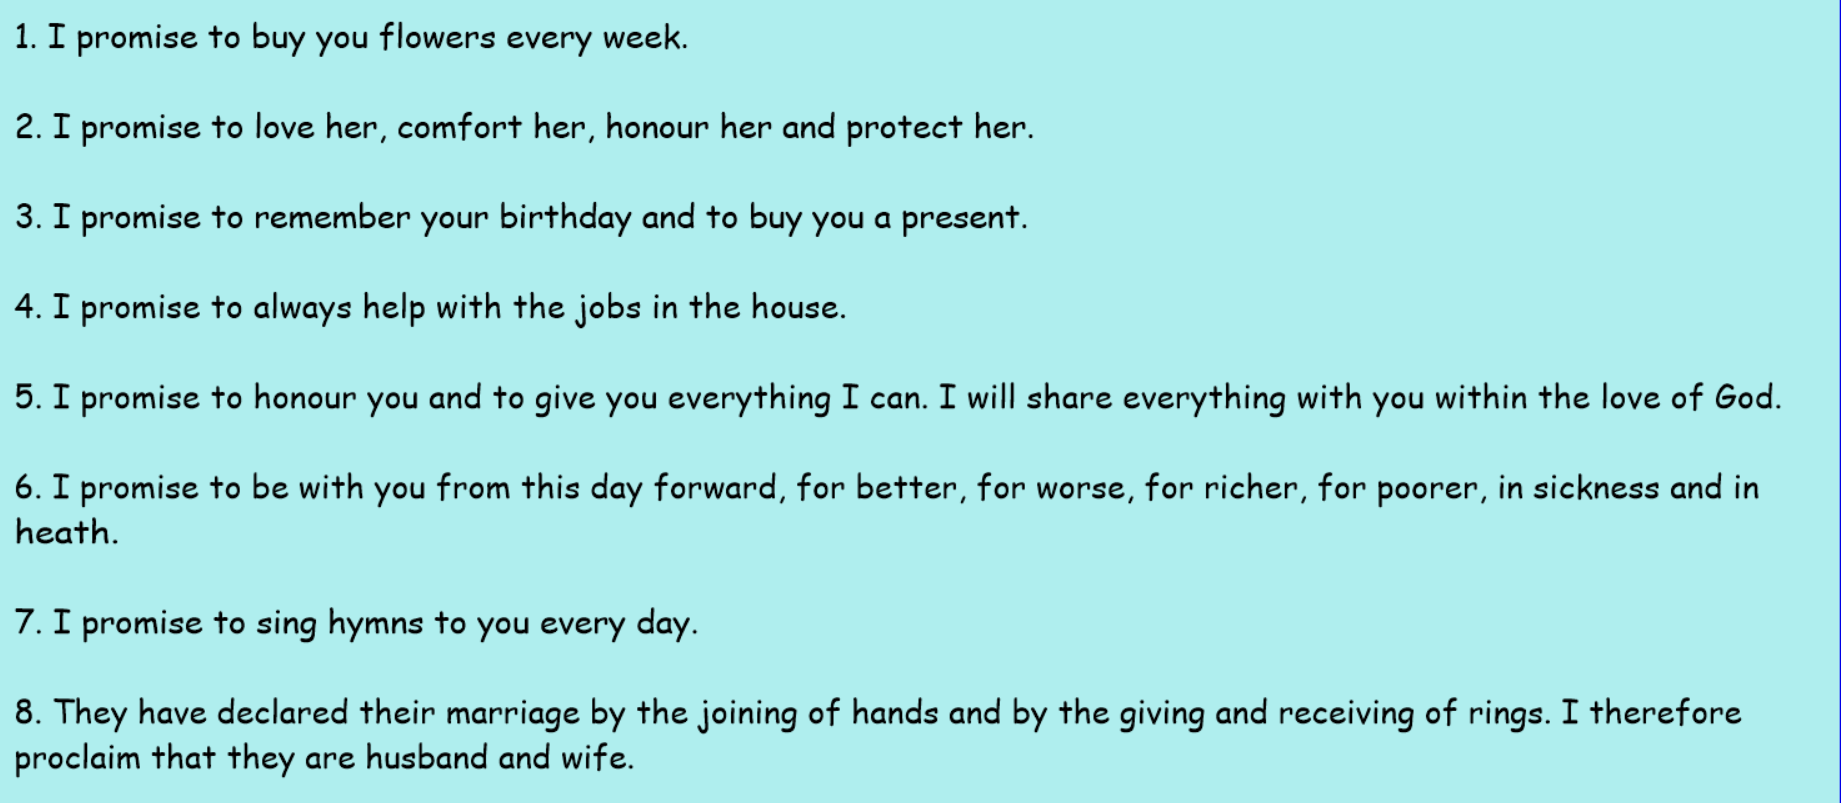 1. I promise to buy you flowers every week.
2. I promise to love her, comfort her, honour her and protect her.
3. I promise to remember your birthday and to buy you a present.
4. I promise to always help with the jobs in the house.
5. I promise to honour you and to give you everything I can. I will share everything with you within the love of God.
6. I promise to be with you from this day forward, for better, for worse, for richer, for poorer, in sickness and in
heath.
7. I promise to sing hymns to you every day.
8. They have declared their marriage by the joining of hands and by the giving and receiving of rings. I therefore
proclaim that they are husband and wife.